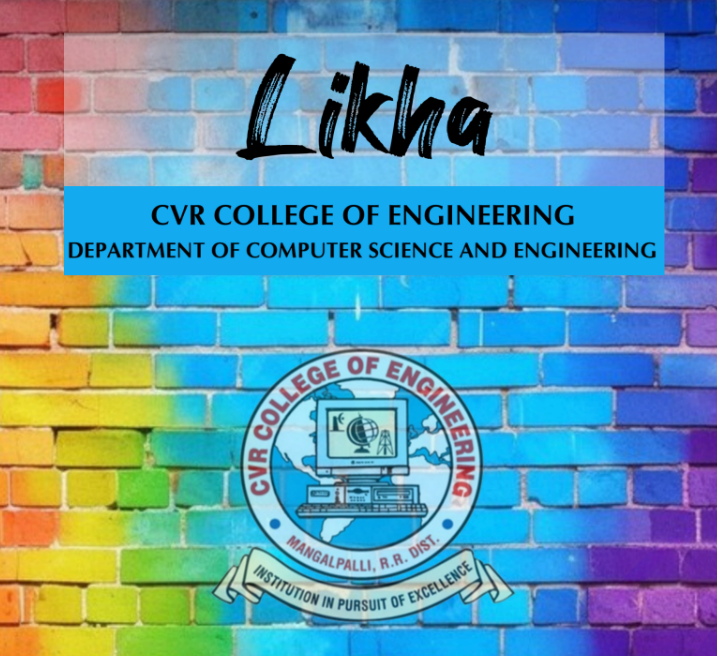 Likha
CVR COLLEGE OF ENGINEERING
DEPARTMENT OF COMPUTER SCIENCE AND ENGINEERING
CVR COLLEGE OF ENGINEERING
MANGALPALLI, R.R. DIST.
INSTITUTION IN PURSUIT OF EXCELLENCE